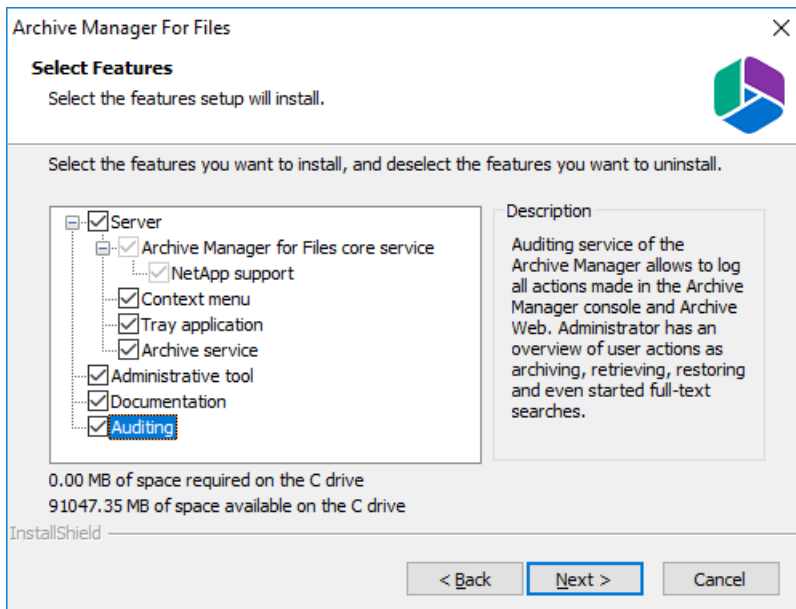 Archive Manager For Files
Select Features
Select the features setup will install.
Select the features you want to install, and deselect the features you want to uninstall.
Server
Archive Manager for Files core service
NetApp support
Context menu
Tray application
Archive service
Administrative tool
Documentation
Auditing
Description
Auditing service of the
Archive Manager allows to log
all actions made in the Archive
Manager console and Archive
Web. Administrator has an
overview of user actions as
archiving, retrieving, restoring
and even started full-text
searches.
0.00 MB of space required on the C drive
91047.35 MB of space available on the C drive
InstallShield
< Back
Next >
Cancel